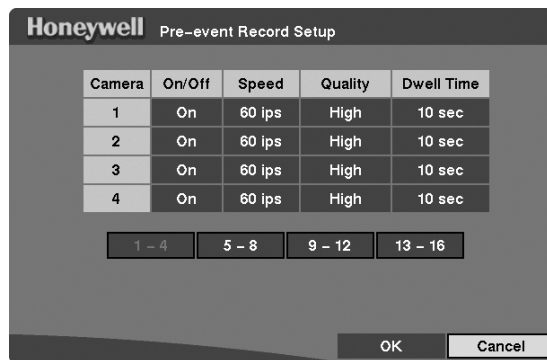 Honeywell Pre-event Record Setup
Camera On/Off Speed Quality Dwell Time
1 On 60 ips High 10 sec
2 On 60 ips High 10 sec
3 On 60 ips High 10 sec
4 On 60 ips High 10 sec
1 – 4 5 – 8 9 – 12 13 – 16
OK Cancel